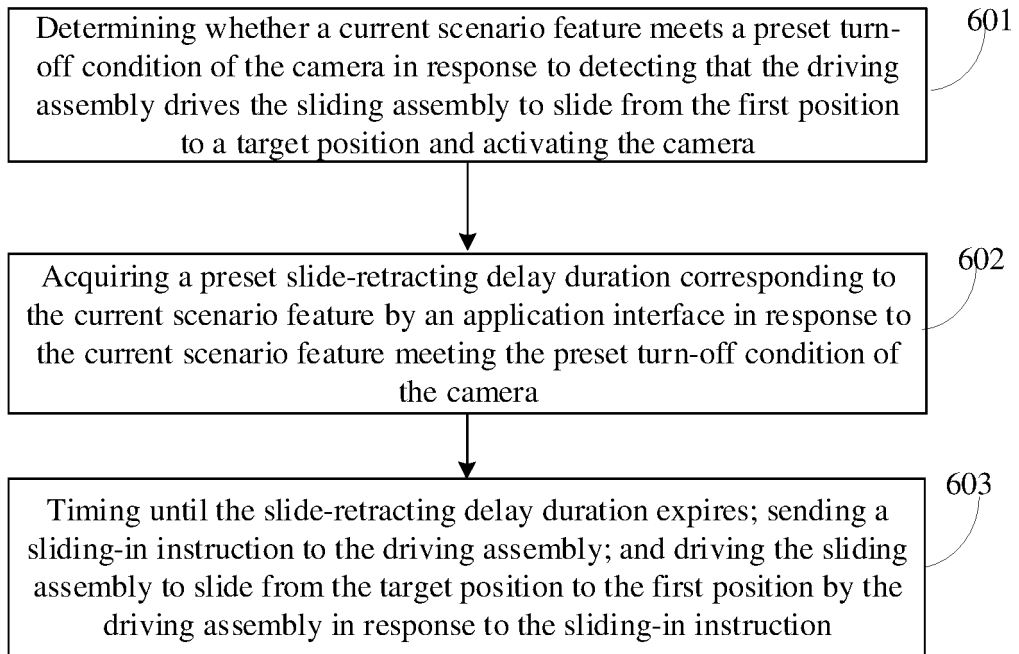 Determining whether a current scenario feature meets a preset turn-
off condition of the camera in response to detecting that the driving
assembly drives the sliding assembly to slide from the first position
to a target position and activating the camera
601
Acquiring a preset slide-retracting delay duration corresponding to
the current scenario feature by an application interface in response to
the current scenario feature meeting the preset turn-off condition of
the camera
602
Timing until the slide-retracting delay duration expires; sending a
sliding-in instruction to the driving assembly; and driving the sliding
assembly to slide from the target position to the first position by the
driving assembly in response to the sliding-in instruction
603